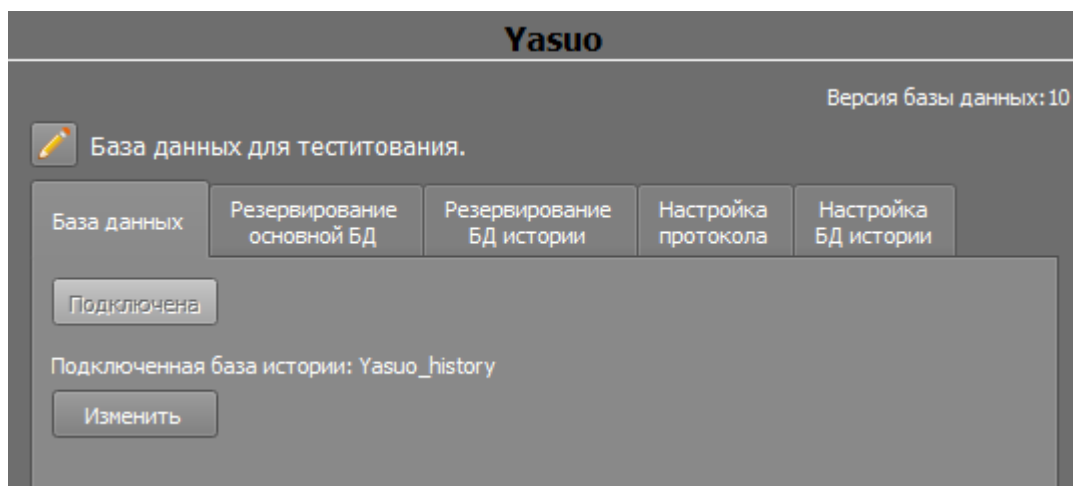 Yasuo
Версия базы данных:10
База данных для теститования.
База данных
Резервирование
основной БД
Резервирование
БД истории
Настройка
протокола
Настройка
БД истории
Подключена
Подключенная база истории: Yasuo_history
Изменить